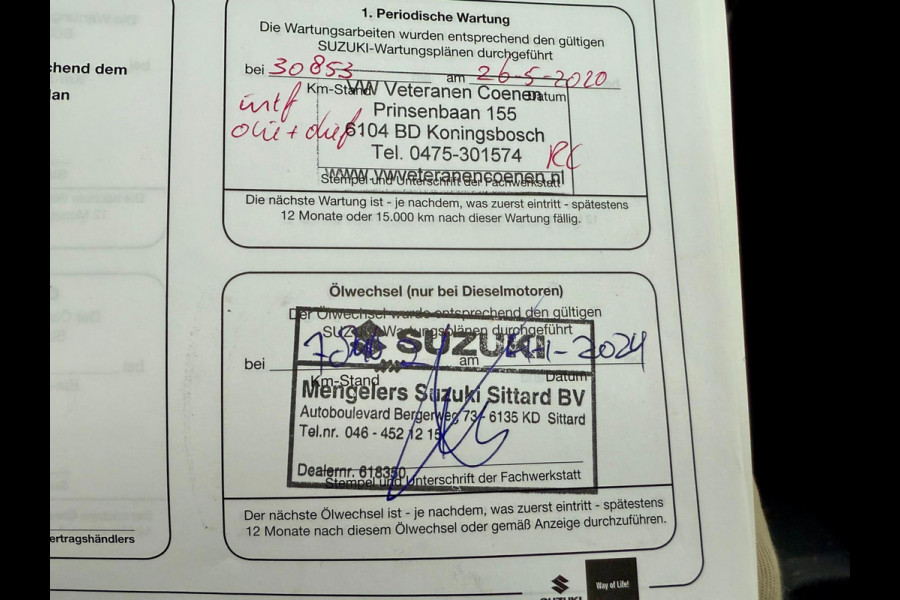 1. Periodische Wartung
Die Wartungsarbeiten wurden entsprechend den gültigen
SUZUKI-Wartungsplänen durchgeführt
bei 30853 am 26-5-2020
Km-Stand Datum
VW Veteranen Coenen
Prinsenbaan 155
6104 BD Koningsbosch
Tel. 0475-301574
www.vwveteranencoenen.nl
olie +
RC
Stempel und Unterschrift der Fachwerkstatt
Die nächste Wartung ist - je nachdem, was zuerst eintritt - spätestens
12 Monate oder 15.000 km nach dieser Wartung fällig.
chend dem
lan
Ölwechsel (nur bei Dieselmotoren)
Der Ölwechsel wurde entsprechend den gültigen
SUZUKI-Wartungsplänen durchgeführt
SUZUKI
bei am 2024
Km-Stand Datum
Mengelers Suzuki Sittard BV
Autoboulevard Bergerweg 73 - 6135 KD Sittard
Tel.nr. 046 - 452 12 15
Dealernr. 618350
Stempel und Unterschrift der Fachwerkstatt
Der nächste Ölwechsel ist - je nachdem, was zuerst eintritt - spätestens
12 Monate nach diesem Ölwechsel oder gemäß Anzeige durchzuführen.
ertragshändlers
SUZUKI
Way of Life!